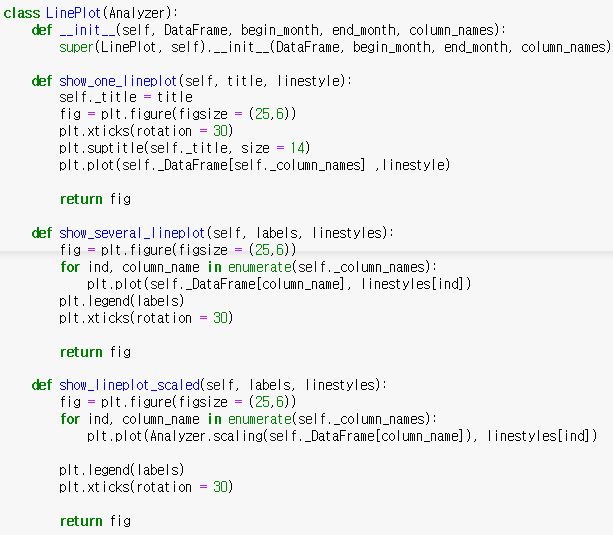 class LinePlot(Analyzer):
    def __init__(self, DataFrame, begin_month, end_month, column_names):
        super(LinePlot, self).__init__(DataFrame, begin_month, end_month, column_names)
    def show_one_lineplot(self, title, linestyle):
        self._title = title
        fig = plt.figure(figsize = (25,6))
        plt.xticks(rotation = 30)
        plt.suptitle(self._title, size = 14)
        plt.plot(self._DataFrame[self._column_names] ,linestyle)
        return fig
    def show_several_lineplot(self, labels, linestyles):
        fig = plt.figure(figsize = (25,6))
        for ind, column_name in enumerate(self._column_names):
            plt.plot(self._DataFrame[column_name], linestyles[ind])
        plt.legend(labels)
        plt.xticks(rotation = 30)
        return fig
    def show_lineplot_scaled(self, labels, linestyles):
        fig = plt.figure(figsize = (25,6))
        for ind, column_name in enumerate(self._column_names):
            plt.plot(Analyzer.scaling(self._DataFrame[column_name]), linestyles[ind])
        plt.legend(labels)
        plt.xticks(rotation = 30)
        return fig